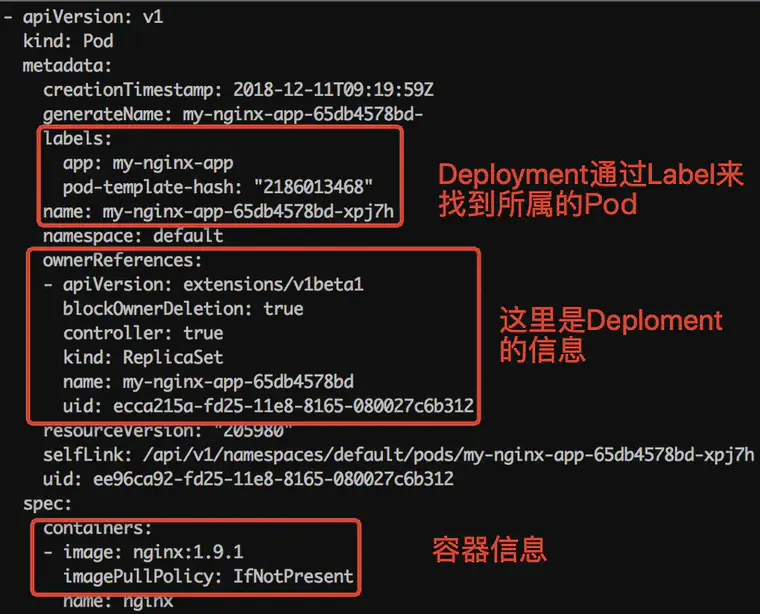 - apiVersion: v1
kind: Pod
metadata:
creationTimestamp: 2018-12-11T09:19:59Z
generateName: my-nginx-app-65db4578bd-
labels:
app: my-nginx-app
pod-template-hash: "2186013468"
name: my-nginx-app-65db4578bd-xpj7h
Deployment通过Label来
找到所属的Pod
namespace: default
ownerReferences:
- apiVersion: extensions/v1beta1
blockOwnerDeletion: true
controller: true
kind: ReplicaSet
name: my-nginx-app-65db4578bd
uid: ecca215a-fd25-11e8-8165-080027c6b312
这里是Deploment
的信息
resourceVersion: "205980"
selfLink: /api/v1/namespaces/default/pods/my-nginx-app-65db4578bd-xpj7h
uid: ee96ca92-fd25-11e8-8165-080027c6b312
spec:
containers:
- image: nginx:1.9.1
imagePullPolicy: IfNotPresent
容器信息
name: nginx